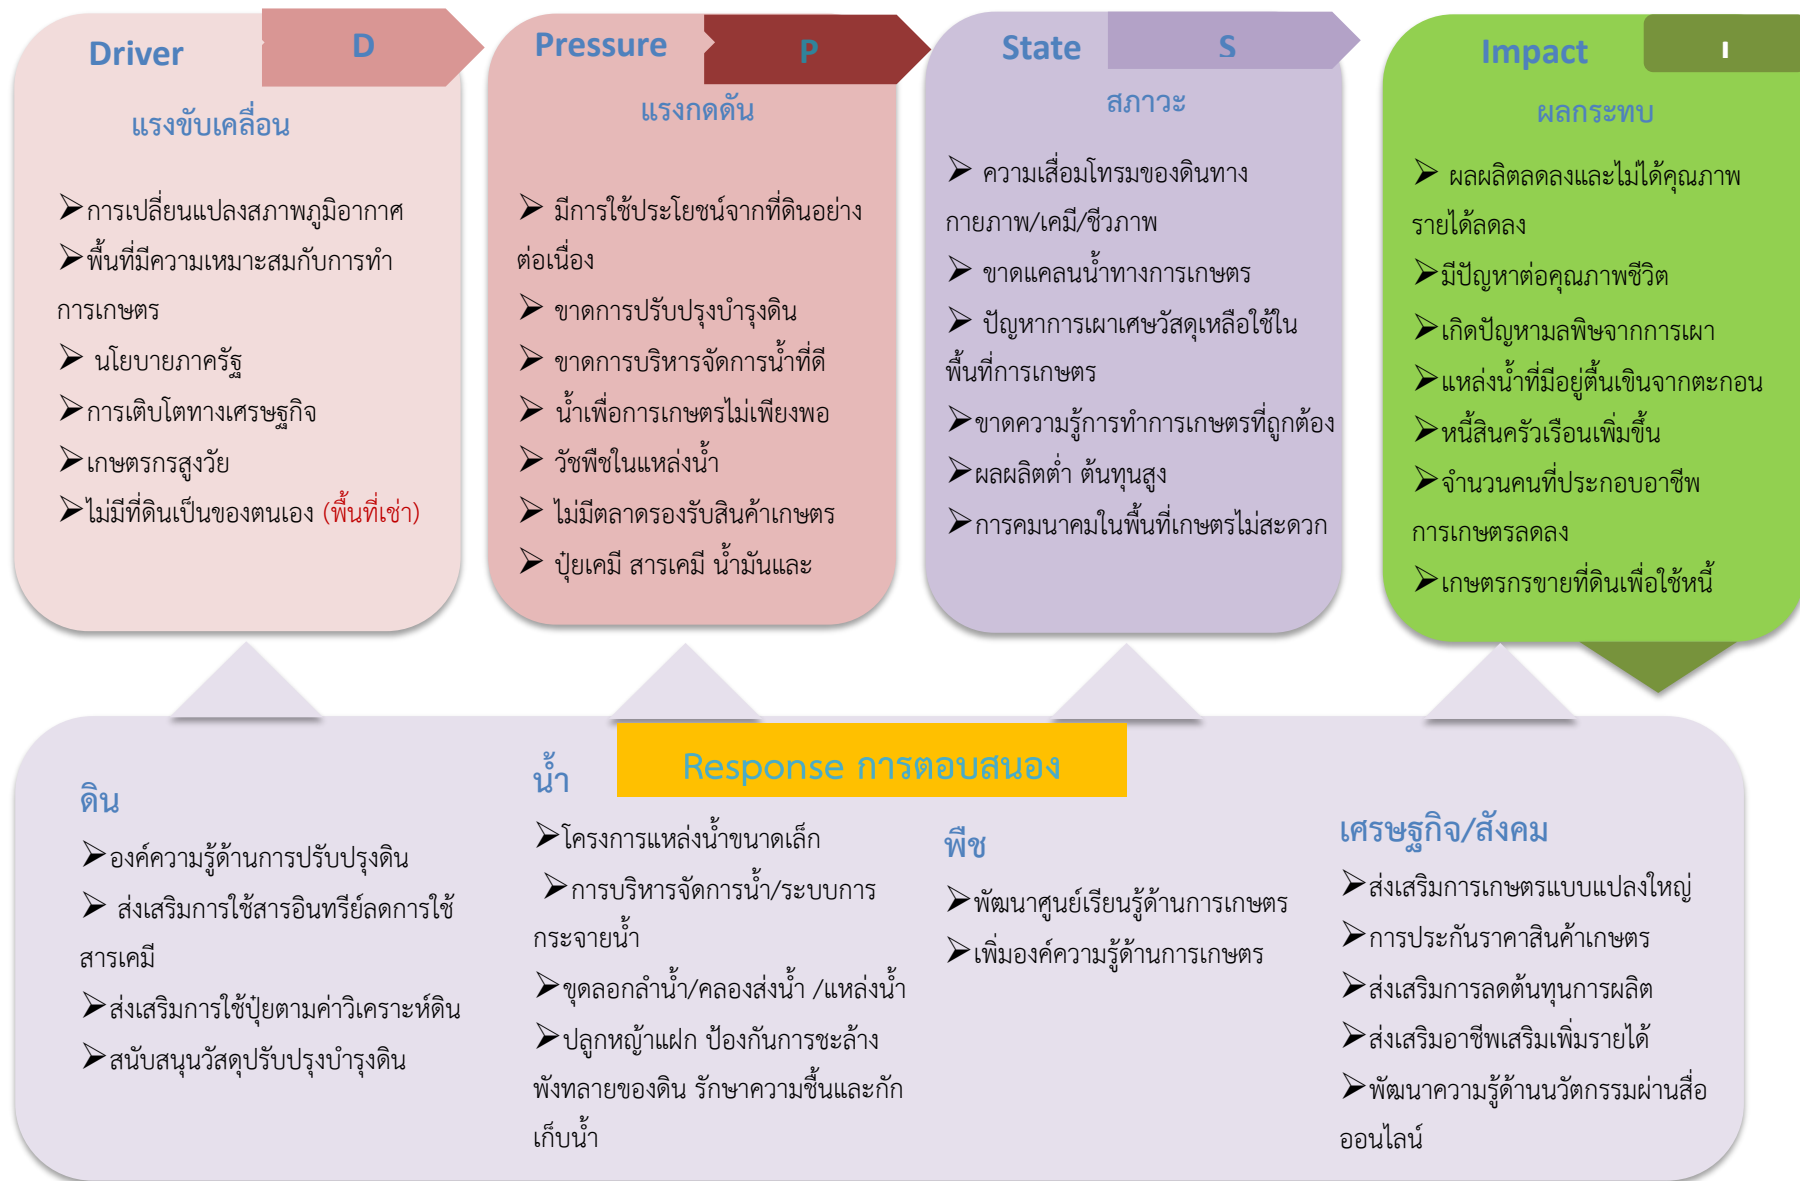 Driver
D
แรงขับเคลื่อน
➢การเปลี่ยนแปลงสภาพภูมิอากาศ
➢พื้นที่มีความเหมาะสมกับการทำ
การเกษตร
➢ นโยบายภาครัฐ
➢การเติบโตทางเศรษฐกิจ
➢เกษตรกรสูงวัย
➢ไม่มีที่ดินเป็นของตนเอง (พื้นที่เช่า)
Pressure
P
แรงกดดัน
➢ มีการใช้ประโยชน์จากที่ดินอย่าง
ต่อเนื่อง
➢ ขาดการปรับปรุงบำรุงดิน
➢ ขาดการบริหารจัดการน้ำที่ดี
➢ น้ำเพื่อการเกษตรไม่เพียงพอ
➢ วัชพืชในแหล่งน้ำ
➢ ไม่มีตลาดรองรับสินค้าเกษตร
➢ ปุ๋ยเคมี สารเคมี น้ำมันและ
State
S
สภาวะ
➢ ความเสื่อมโทรมของดินทาง
กายภาพ/เคมี/ชีวภาพ
➢ ขาดแคลนน้ำทางการเกษตร
➢ ปัญหาการเผาเศษวัสดุเหลือใช้ใน
พื้นที่การเกษตร
➢ขาดความรู้การทำการเกษตรที่ถูกต้อง
➢ผลผลิตต่ำ ต้นทุนสูง
➢การคมนาคมในพื้นที่เกษตรไม่สะดวก
Impact
I
ผลกระทบ
➢ ผลผลิตลดลงและไม่ได้คุณภาพ
รายได้ลดลง
➢มีปัญหาต่อคุณภาพชีวิต
➢เกิดปัญหามลพิษจากการเผา
➢แหล่งน้ำที่มีอยู่ตื้นเขินจากตะกอน
➢หนี้สินครัวเรือนเพิ่มขึ้น
➢จำนวนคนที่ประกอบอาชีพ
การเกษตรลดลง
➢เกษตรกรขายที่ดินเพื่อใช้หนี้
Response การตอบสนอง
ดิน
➢องค์ความรู้ด้านการปรับปรุงดิน
➢ ส่งเสริมการใช้สารอินทรีย์ลดการใช้
สารเคมี
➢ส่งเสริมการใช้ปุ๋ยตามค่าวิเคราะห์ดิน
➢สนับสนุนวัสดุปรับปรุงบำรุงดิน
น้ำ
➢โครงการแหล่งน้ำขนาดเล็ก
➢การบริหารจัดการน้ำ/ระบบการ
กระจายน้ำ
➢ขุดลอกลำน้ำ/คลองส่งน้ำ /แหล่งน้ำ
➢ปลูกหญ้าแฝก ป้องกันการชะล้าง
พังทลายของดิน รักษาความชื้นและกัก
เก็บน้ำ
พืช
➢พัฒนาศูนย์เรียนรู้ด้านการเกษตร
➢เพิ่มองค์ความรู้ด้านการเกษตร
เศรษฐกิจ/สังคม
➢ส่งเสริมการเกษตรแบบแปลงใหญ่
➢การประกันราคาสินค้าเกษตร
➢ส่งเสริมการลดต้นทุนการผลิต
➢ส่งเสริมอาชีพเสริมเพิ่มรายได้
➢พัฒนาความรู้ด้านนวัตกรรมผ่านสื่อ
ออนไลน์